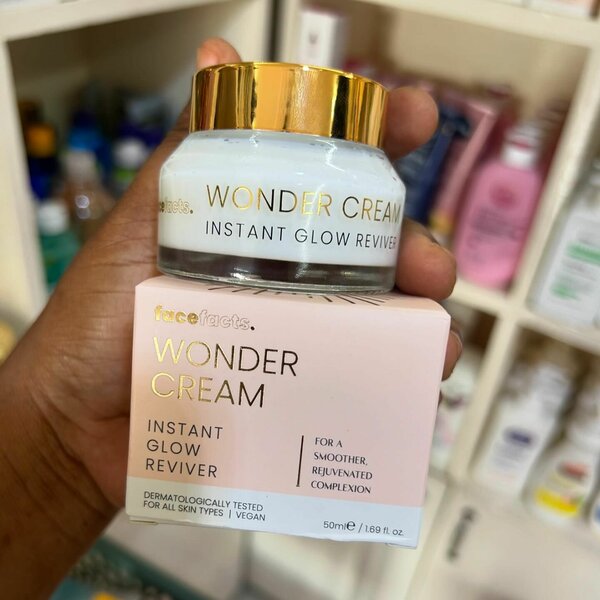 facefacts.
WONDER CREAM
INSTANT GLOW REVIVER
facefacts.
WONDER
CREAM
INSTANT
GLOW
REVIVER
FOR A
SMOOTHER,
REJUVENATED
COMPLEXION
DERMATOLOGICALLY TESTED
FOR ALL SKIN TYPES | VEGAN
50ml℮ / 1.69 fl. oz.